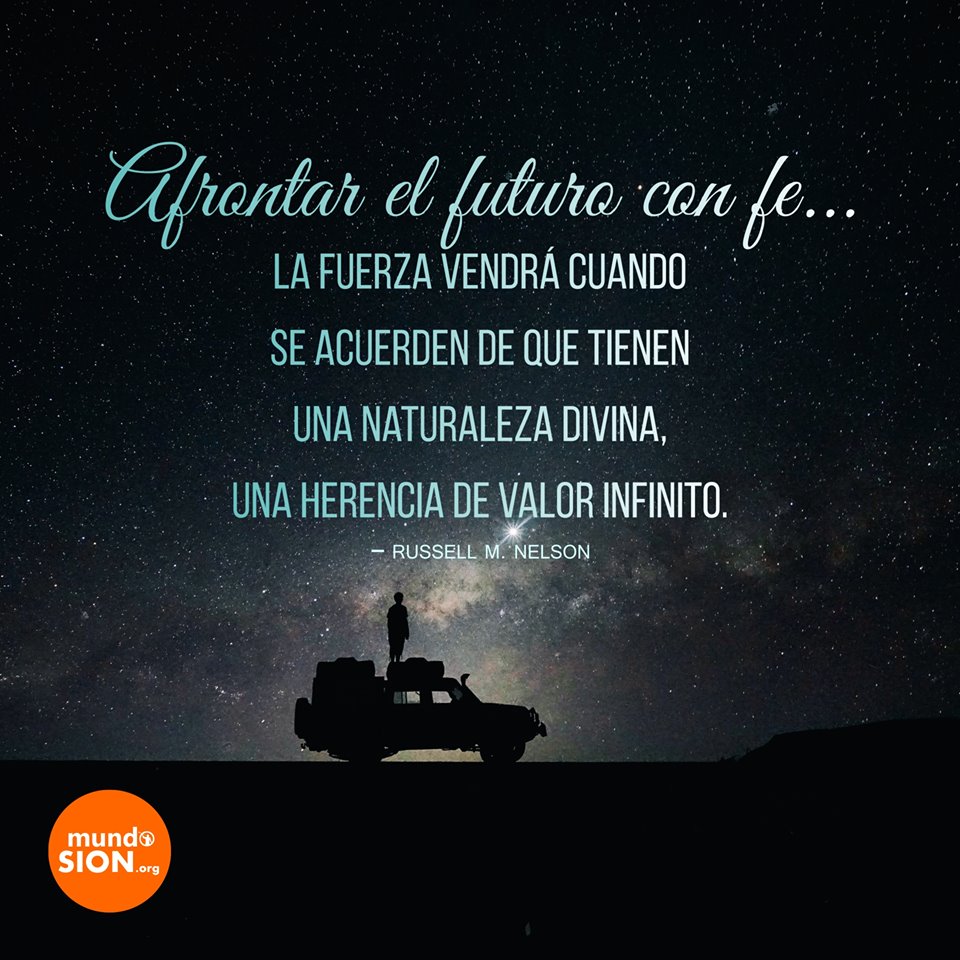 Afrontar el futuro con fe...
LA FUERZA VENDRÁ CUANDO
SE ACUERDEN DE QUE TIENEN
UNA NATURALEZA DIVINA,
UNA HERENCIA DE VALOR INFINITO.
– RUSSELL M. NELSON
mundo
SION.org